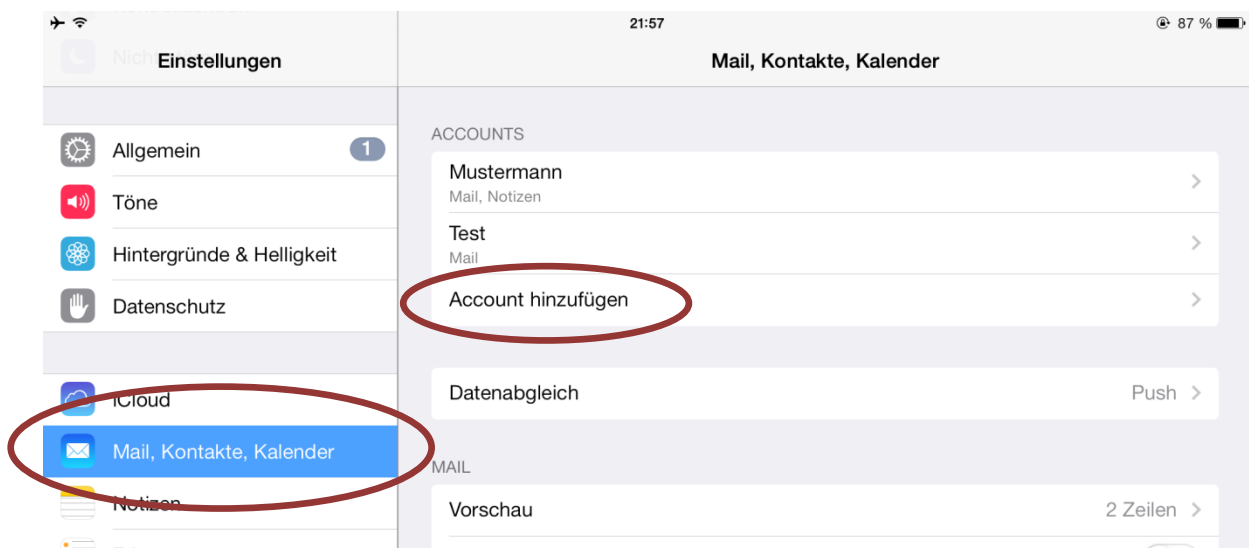 21:57
87 %
Einstellungen
Mail, Kontakte, Kalender
Allgemein
1
Töne
Hintergründe & Helligkeit
Datenschutz
iCloud
Mail, Kontakte, Kalender
Notizen
ACCOUNTS
Mustermann
Mail, Notizen
Test
Mail
Account hinzufügen
Datenabgleich
Push
MAIL
Vorschau
2 Zeilen